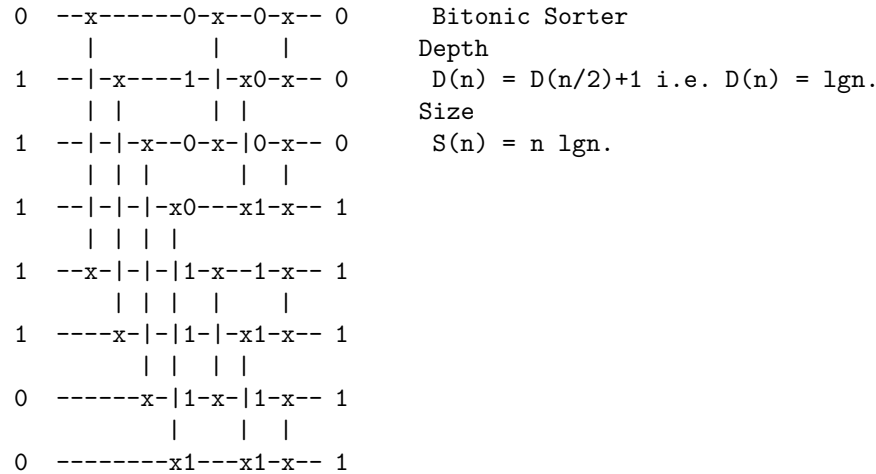 0  --x------0-x--0-x-- 0      Bitonic Sorter
     |        |    |         Depth
1  --|-x----1-|-x0-x-- 0      D(n) = D(n/2)+1 i.e. D(n) = lgn.
     | |      | |            Size
1  --|-|-x--0-x-|0-x-- 0      S(n) = n lgn.
     | | |      |  |
1  --|-|-|-x0---x1-x-- 1
     | | | |
1  --x-|-|-|1-x--1-x-- 1
       | | |  |    |
1  ----x-|-|1-|-x1-x-- 1
         | |  | |
0  ------x-|1-x-|1-x-- 1
           |    |  |
0  --------x1---x1-x-- 1